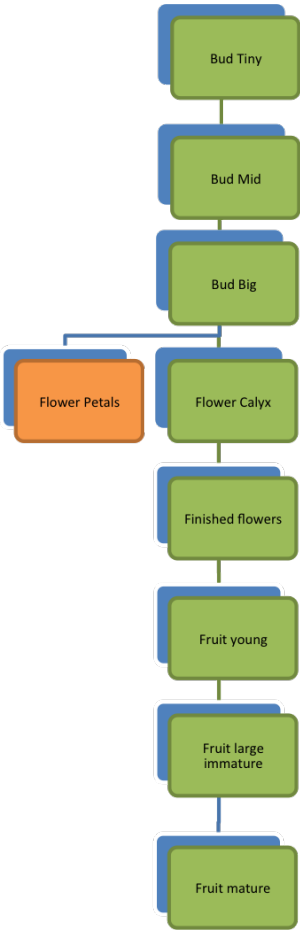 Bud Tiny
Bud Mid
Bud Big
Flower Petals
Flower Calyx
Finished flowers
Fruit young
Fruit large
immature
Fruit mature